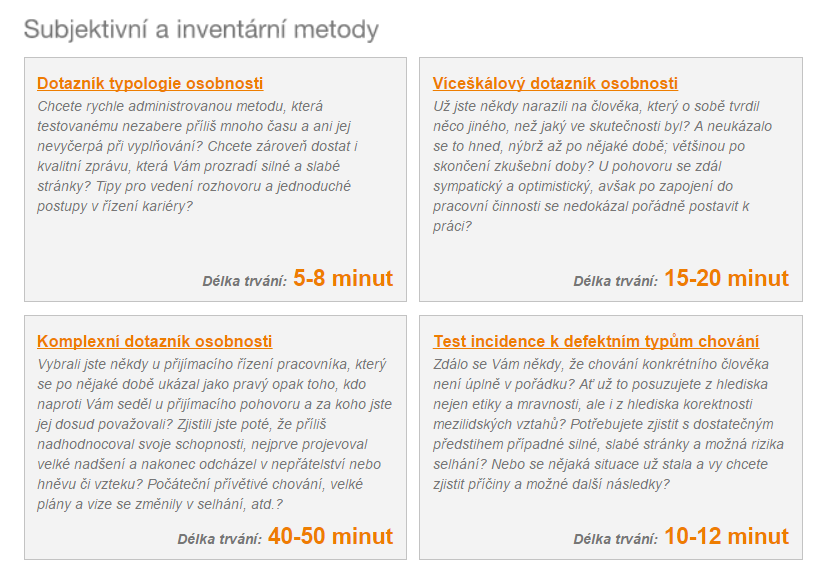 Subjektivní a inventární metody
Dotazník typologie osobnosti
Chcete rychle administrovanou metodu, která
testovanému nezabere příliš mnoho času a ani jej
nevyčerpá při vyplňování? Chcete zároveň dostat i
kvalitní zprávu, která Vám prozradí silné a slabé
stránky? Tipy pro vedení rozhovoru a jednoduché
postupy v řízení kariéry?
Délka trvání: 5-8 minut
Víceškálový dotazník osobnosti
Už jste někdy narazili na člověka, který o sobě tvrdil
něco jiného, než jaký ve skutečnosti byl? A neukázalo
se to hned, nýbrž až po nějaké době; většinou po
skončení zkušební doby? U pohovoru se zdál
sympatický a optimistický, avšak po zapojení do
pracovní činnosti se nedokázal pořádně postavit k
práci?
Délka trvání: 15-20 minut
Komplexní dotazník osobnosti
Vybrali jste někdy u přijímacího řízení pracovníka, který
se po nějaké době ukázal jako pravý opak toho, kdo
naproti Vám seděl u přijímacího pohovoru a za koho jste
jej dosud považovali? Zjistili jste poté, že příliš
nadhodnocoval svoje schopnosti, nejprve projevoval
velké nadšení a nakonec odcházel v nepřátelství nebo
hněvu či vzteku? Počáteční přívětivé chování, velké
plány a vize se změnily v selhání, atd.?
Délka trvání: 40-50 minut
Test incidence k defektním typům chování
Zdálo se Vám někdy, že chování konkrétního člověka
není úplně v pořádku? Ať už to posuzujete z hlediska
nejen etiky a mravnosti, ale i z hlediska korektnosti
mezilidských vztahů? Potřebujete zjistit s dostatečným
předstihem případné silné, slabé stránky a možná rizika
selhání? Nebo se nějaká situace už stala a vy chcete
zjistit příčiny a možné další následky?
Délka trvání: 10-12 minut